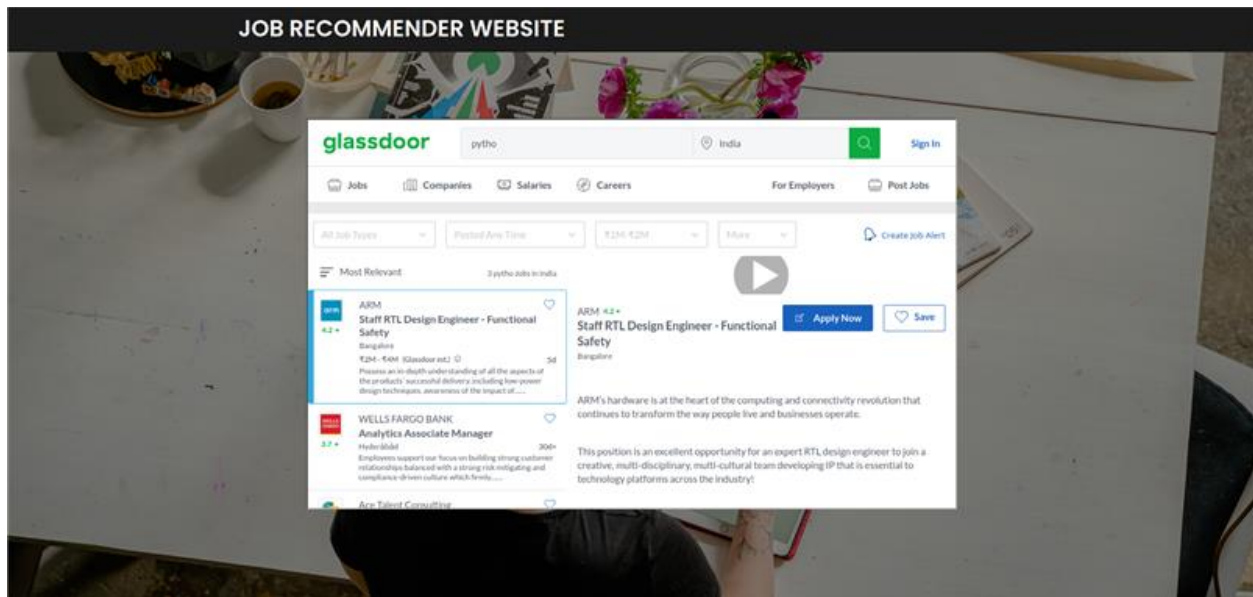 JOB RECOMMENDER WEBSITE
glassdoor
pytho
India
Sign In
Jobs
Companies
Salaries
Careers
For Employers
Post Jobs
All Job Types
Posted Any Time
₹1M-₹2M
More
Create Job Alert
Most Relevant
3 pytho Jobs in India
arm
4.2 ★
ARM
Staff RTL Design Engineer - Functional
Safety
Bangalore
₹2M - ₹4M (Glassdoor est.)
5d
Possess an in-depth understanding of all the aspects of
the products' successful delivery including low-power
design techniques, awareness of the impact of ......
WELLS
FARGO
3.7 ★
WELLS FARGO BANK
Analytics Associate Manager
Hyderābād
30d+
Employees support our focus on building strong customer
relationships balanced with a strong risk mitigating and
compliance-driven culture which firmly ......
Ace Talent Consulting
ARM 4.2 ★
Staff RTL Design Engineer - Functional
Safety
Bangalore
Apply Now
Save
ARM's hardware is at the heart of the computing and connectivity revolution that
continues to transform the way people live and businesses operate.
This position is an excellent opportunity for an expert RTL design engineer to join a
creative, multi-disciplinary, multi-cultural team developing IP that is essential to
technology platforms across the industry!